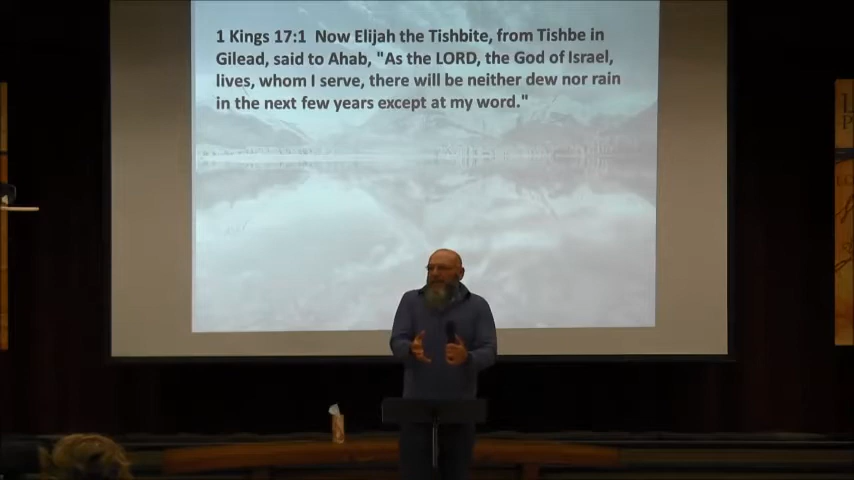 1 Kings 17:1 Now Elijah the Tishbite, from Tishbe in
Gilead, said to Ahab, "As the LORD, the God of Israel,
lives, whom I serve, there will be neither dew nor rain
in the next few years except at my word."